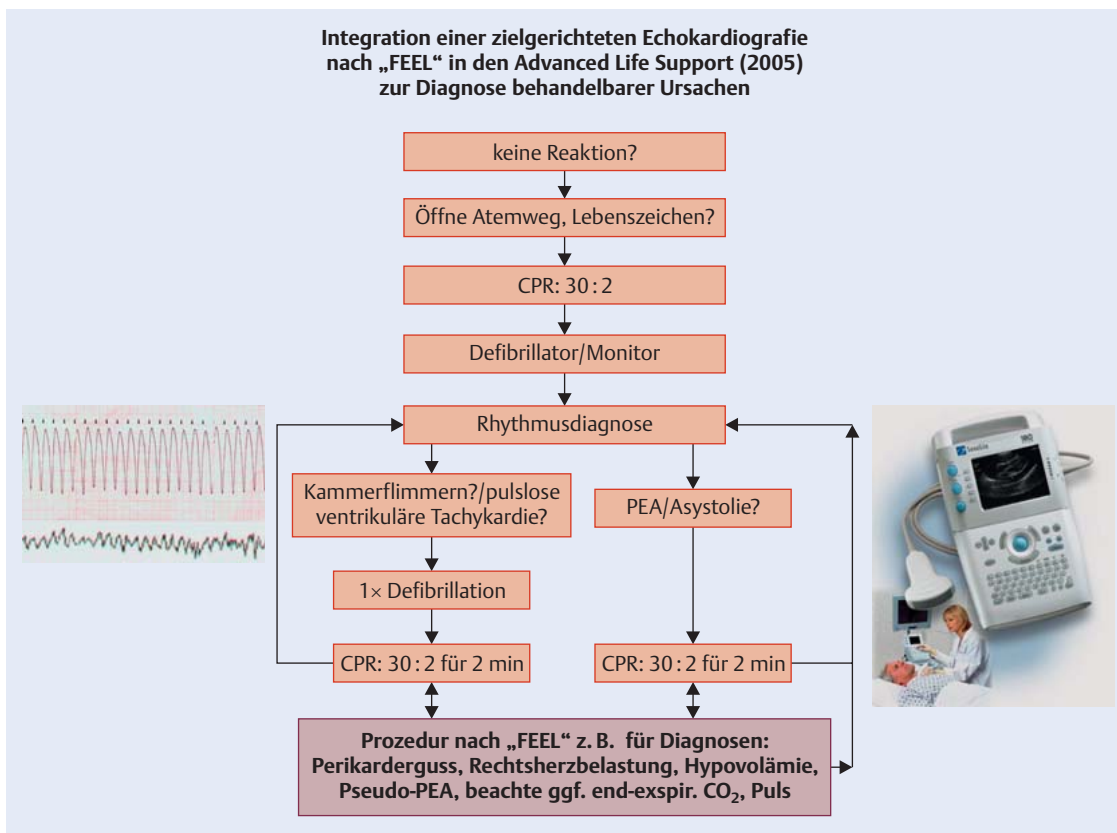 Integration einer zielgerichteten Echokardiografie
nach „FEEL“ in den Advanced Life Support (2005)
zur Diagnose behandelbarer Ursachen
keine Reaktion?
Öffne Atemweg, Lebenszeichen?
CPR: 30 : 2
Defibrillator/Monitor
Rhythmusdiagnose
Kammerflimmern?/pulslose
ventrikuläre Tachykardie?
PEA/Asystolie?
1× Defibrillation
CPR: 30 : 2 für 2 min
CPR: 30 : 2 für 2 min
Prozedur nach „FEEL“ z. B. für Diagnosen:
Perikarderguss, Rechtsherzbelastung, Hypovolämie,
Pseudo-PEA, beachte ggf. end-exspir. CO₂, Puls